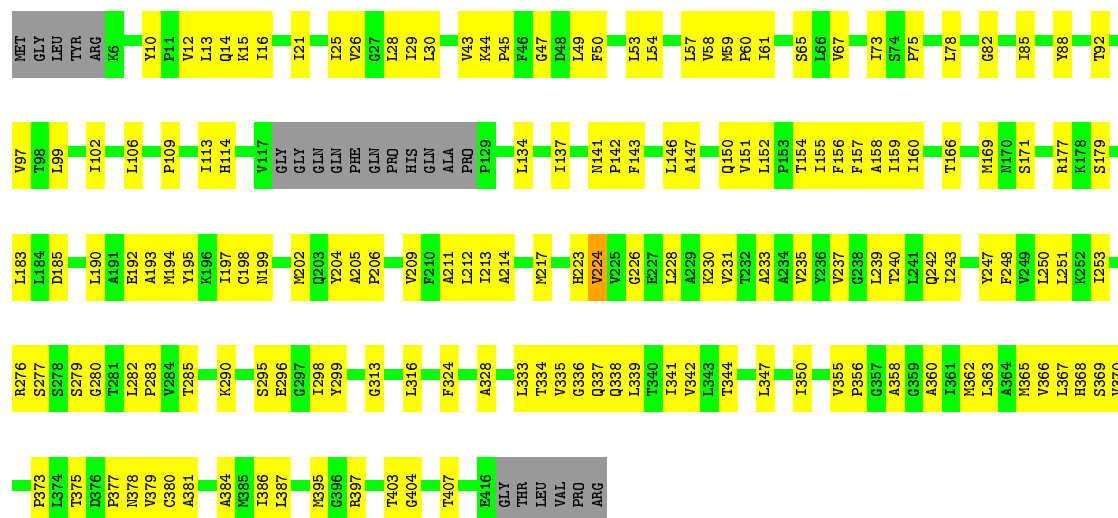 MET GLY LEU TYR ARG K6 Y10 P11 V12 L13 Q14 K15 I16 I21 I25 V26 G27 L28 I29 L30 V43 K44 P45 F46 G47 D48 L49 F50 L53 L54 L57 V58 M59 P60 I61 S65 L66 V67 I73 S74 P75 L78 G82 I85 Y88 T92
V97 T98 L99 I102 L106 P109 I113 H114 V117 GLY GLY GLN GLN PHE GLN PRO HIS GLN ALA PRO P129 L134 I137 N141 P142 F143 L146 A147 Q150 V151 L152 P153 T154 I155 F156 F157 A158 I159 I160 T166 M169 N170 S171 R177 K178 S179
L183 L184 D185 L190 A191 E192 A193 M194 Y195 K196 I197 C198 N199 M202 Q203 Y204 A205 P206 V209 F210 A211 L212 I213 A214 M217 H223 V224 V225 G226 E227 L228 A229 K230 V231 T232 A233 A234 V235 Y236 V237 G238 L239 T240 L241 Q242 I243 Y247 F248 V249 L250 L251 K252 I253
R276 S277 S278 S279 G280 T281 L282 P283 V284 T285 K290 S295 E296 G297 I298 Y299 G313 L316 F324 A328 L333 T334 V335 G336 Q337 Q338 L339 T340 I341 V342 L343 T344 L347 I350 V355 P356 G357 A358 G359 A360 I361 M362 L363 A364 M365 V366 L367 H368 S369
P373 L374 T375 D376 P377 N378 V379 C380 A381 A384 M385 I386 L387 M395 G396 R397 T403 G404 T407 E416 GLY THR LEU VAL PRO ARG